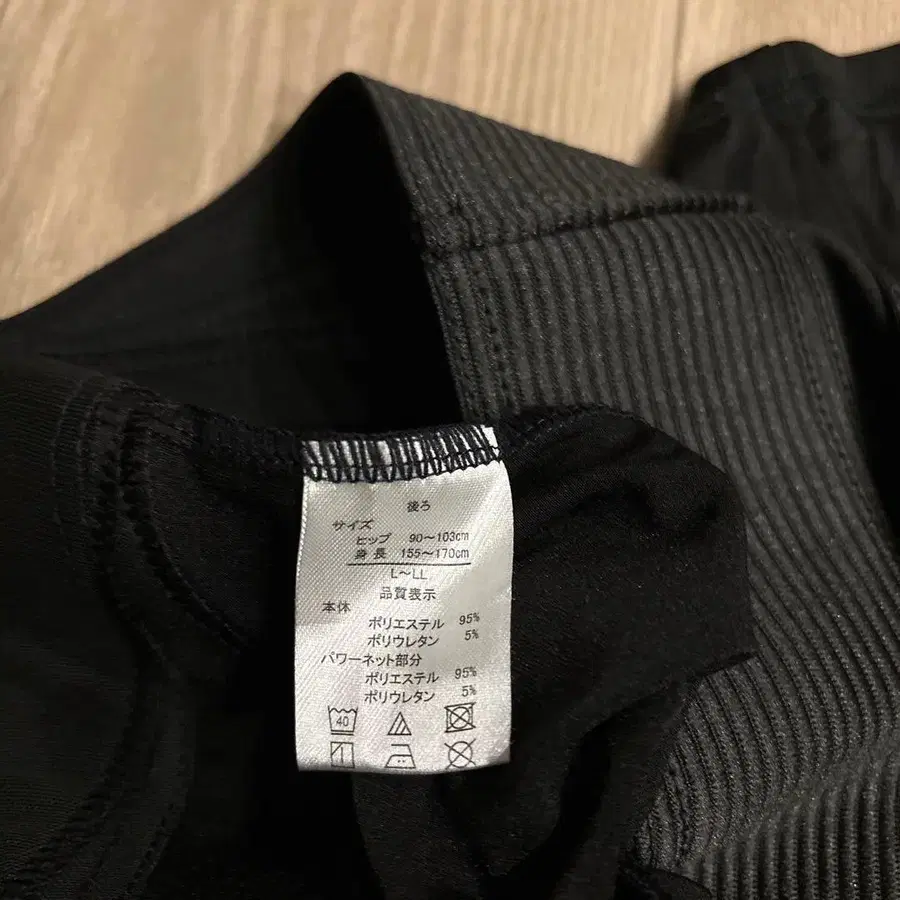 後ろ
サイズ
ヒップ 90〜103cm
身長 155〜170cm
L〜LL
品質表示
本体
ポリエステル 95%
ポリウレタン 5%
パワーネット部分
ポリエステル 95%
ポリウレタン 5%
40